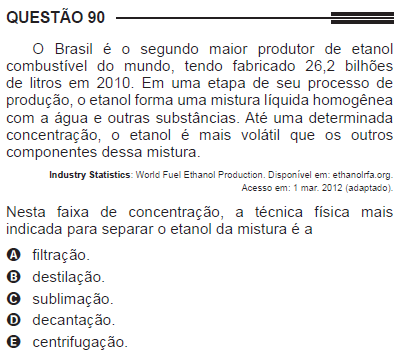 QUESTÃO 90
O Brasil é o segundo maior produtor de etanol
combustível do mundo, tendo fabricado 26,2 bilhões
de litros em 2010. Em uma etapa de seu processo de
produção, o etanol forma uma mistura líquida homogênea
com a água e outras substâncias. Até uma determinada
concentração, o etanol é mais volátil que os outros
componentes dessa mistura.
Industry Statistics: World Fuel Ethanol Production. Disponível em: ethanolrfa.org.
Acesso em: 1 mar. 2012 (adaptado).
Nesta faixa de concentração, a técnica física mais
indicada para separar o etanol da mistura é a
A filtração.
B destilação.
C sublimação.
D decantação.
E centrifugação.